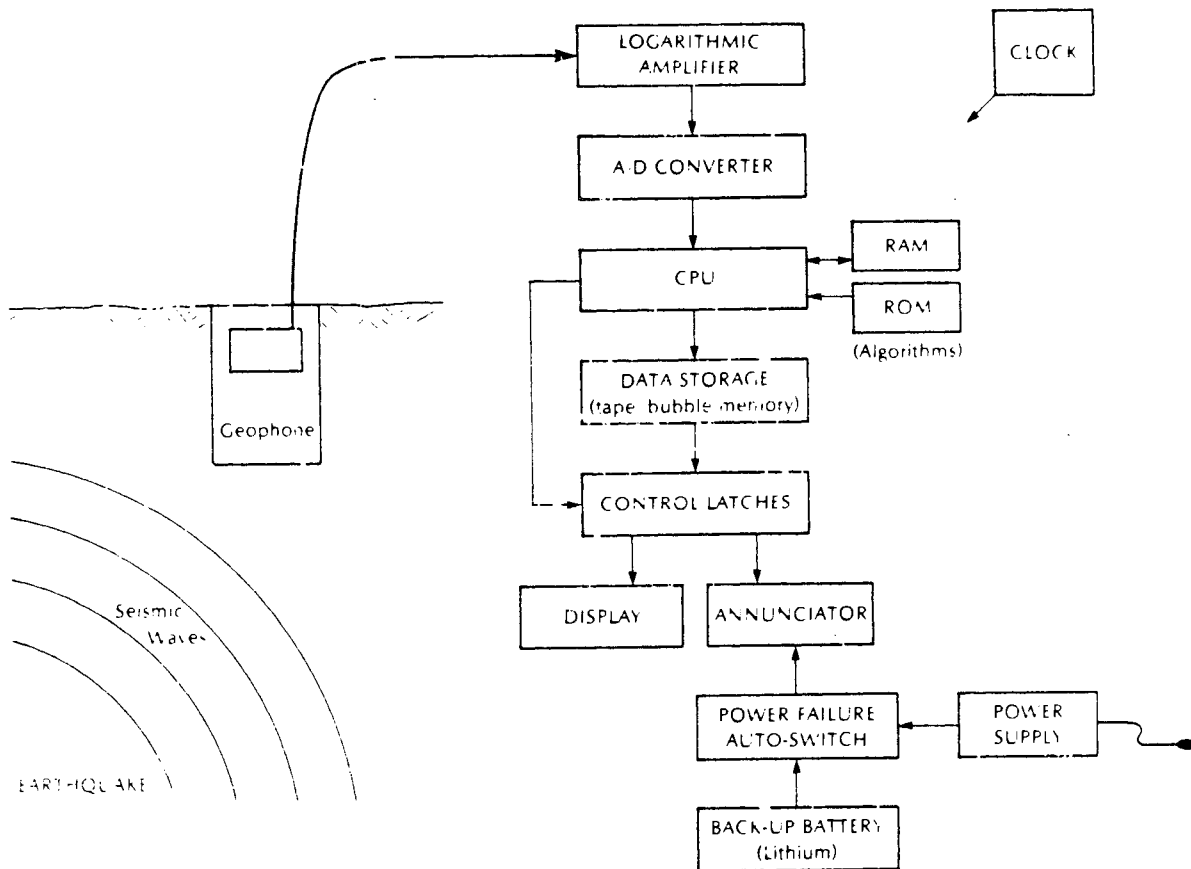 LOGARITHMIC
AMPLIFIER
CLOCK
A-D CONVERTER
RAM
CPU
ROM
(Algorithms)
DATA STORAGE
(tape bubble memory)
Geophone
CONTROL LATCHES
Seismic
Waves
DISPLAY
ANNUNCIATOR
POWER FAILURE
AUTO-SWITCH
POWER
SUPPLY
EARTHQUAKE
BACK-UP BATTERY
(Lithium)